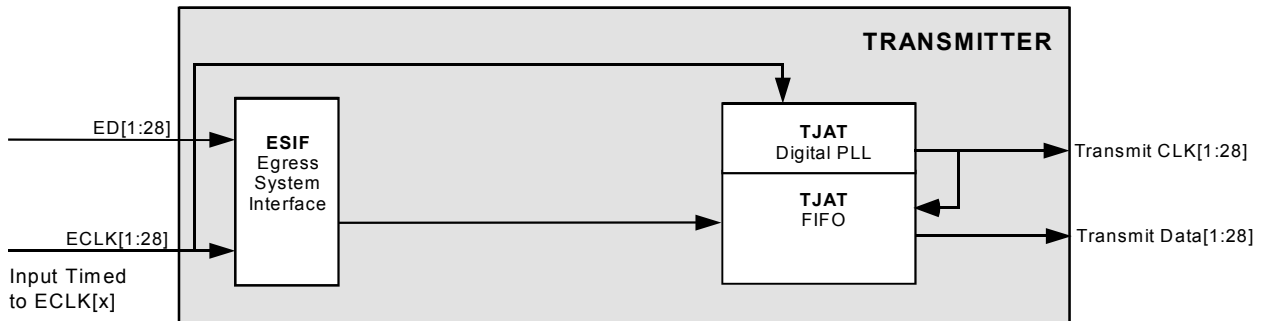 TRANSMITTER
ED[1:28]
ESIF
Egress
System
Interface
ECLK[1:28]
Input Timed
to ECLK[x]
TJAT
Digital PLL
TJAT
FIFO
Transmit CLK[1:28]
Transmit Data[1:28]